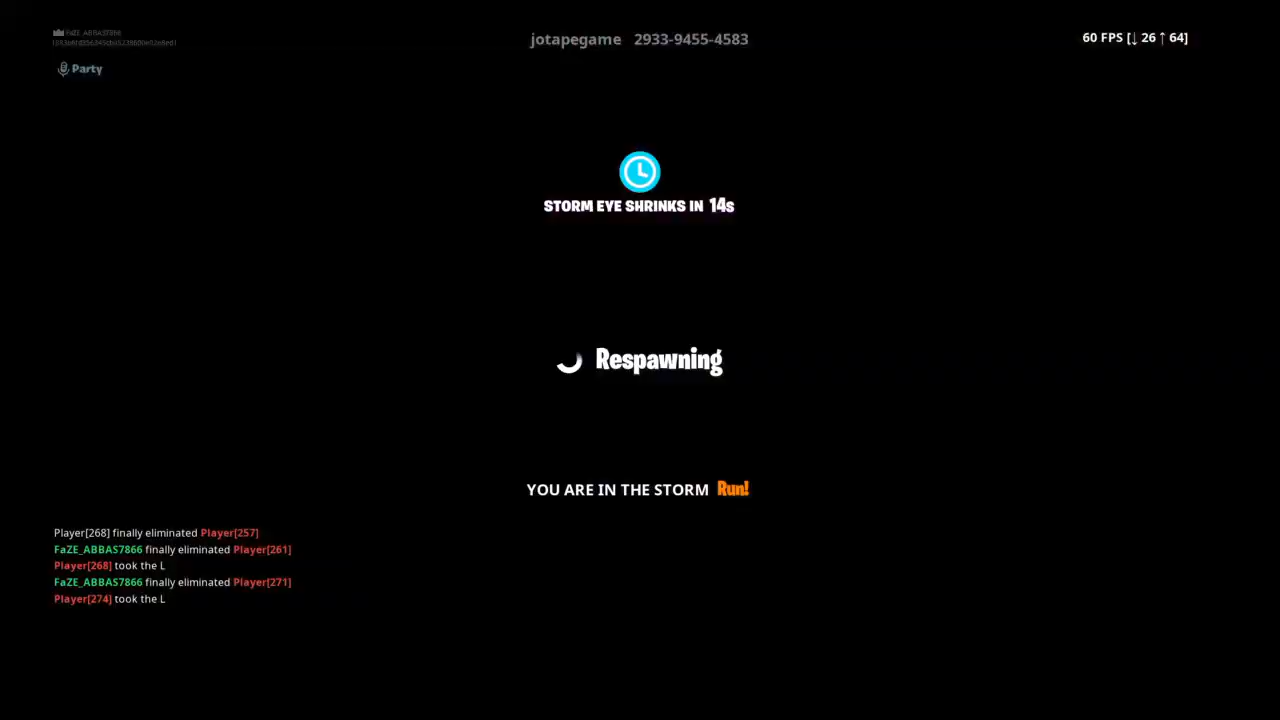 FaZE_ABBAS7866
jotapegame 2933-9455-4583
60 FPS [↓ 26 ↑ 64]
Party
STORM EYE SHRINKS IN 14s
Respawning
YOU ARE IN THE STORM Run!
Player[268] finally eliminated Player[257]
FaZE_ABBAS7866 finally eliminated Player[261]
Player[268] took the L
FaZE_ABBAS7866 finally eliminated Player[271]
Player[274] took the L